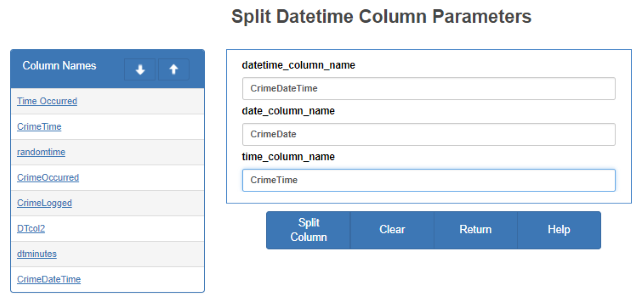 Split Datetime Column Parameters
Column Names
Time Occurred
CrimeTime
randomtime
CrimeOccurred
CrimeLogged
DTcol2
dtminutes
CrimeDateTime
datetime_column_name
CrimeDateTime
date_column_name
CrimeDate
time_column_name
CrimeTime
Split
Column
Clear
Return
Help